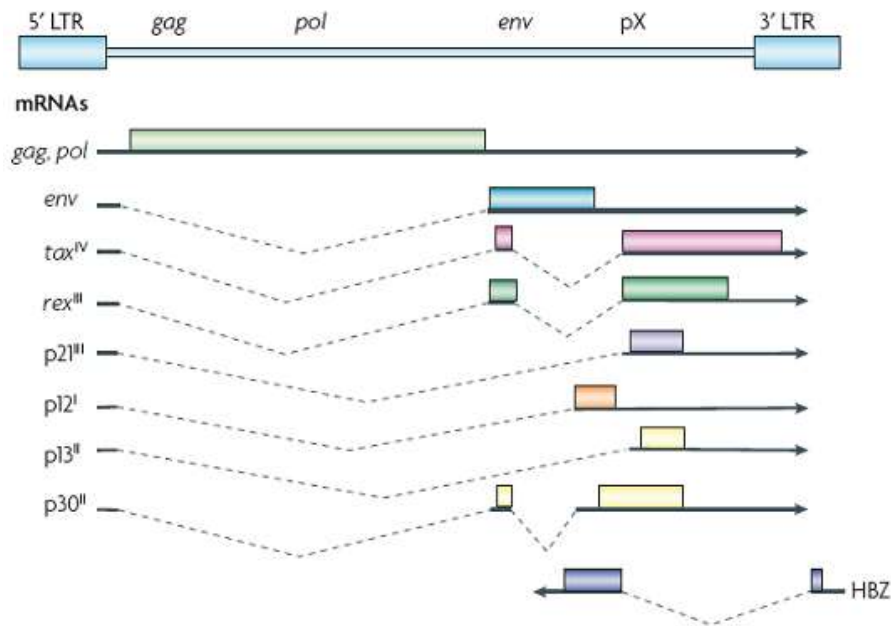 5′ LTR gag pol env pX 3′ LTR
mRNAs
gag, pol
env
tax^IV
rex^III
p21^III
p12^I
p13^II
p30^II
HBZ